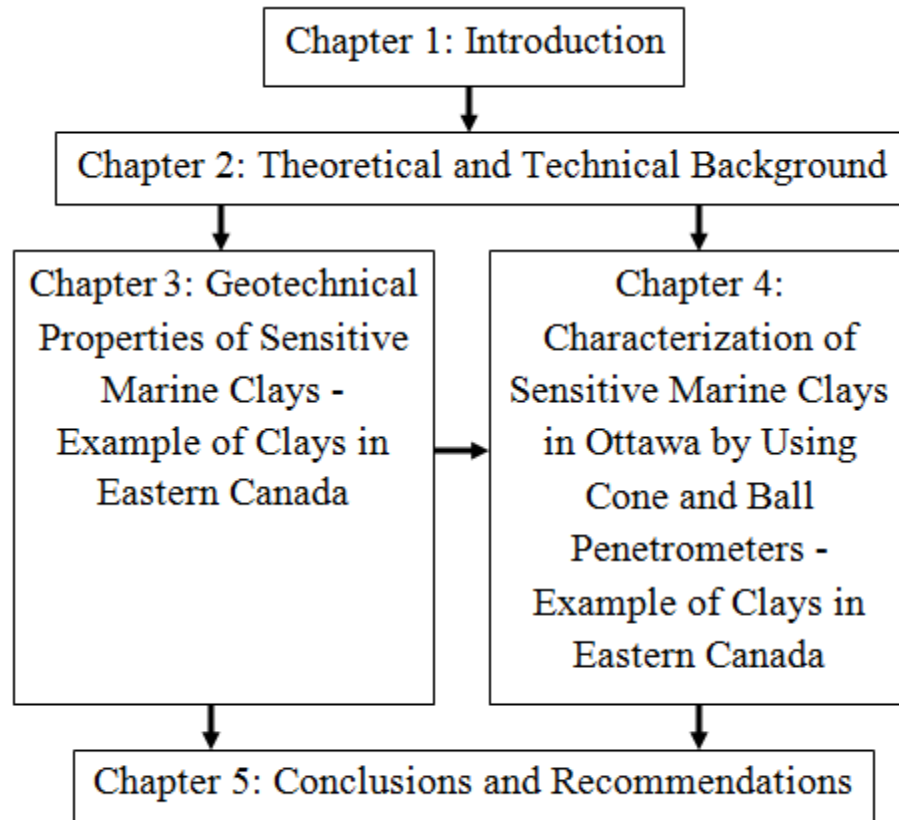 Chapter 1: Introduction
Chapter 2: Theoretical and Technical Background
Chapter 3: Geotechnical
Properties of Sensitive
Marine Clays -
Example of Clays in
Eastern Canada
Chapter 4:
Characterization of
Sensitive Marine Clays
in Ottawa by Using
Cone and Ball
Penetrometers -
Example of Clays in
Eastern Canada
Chapter 5: Conclusions and Recommendations